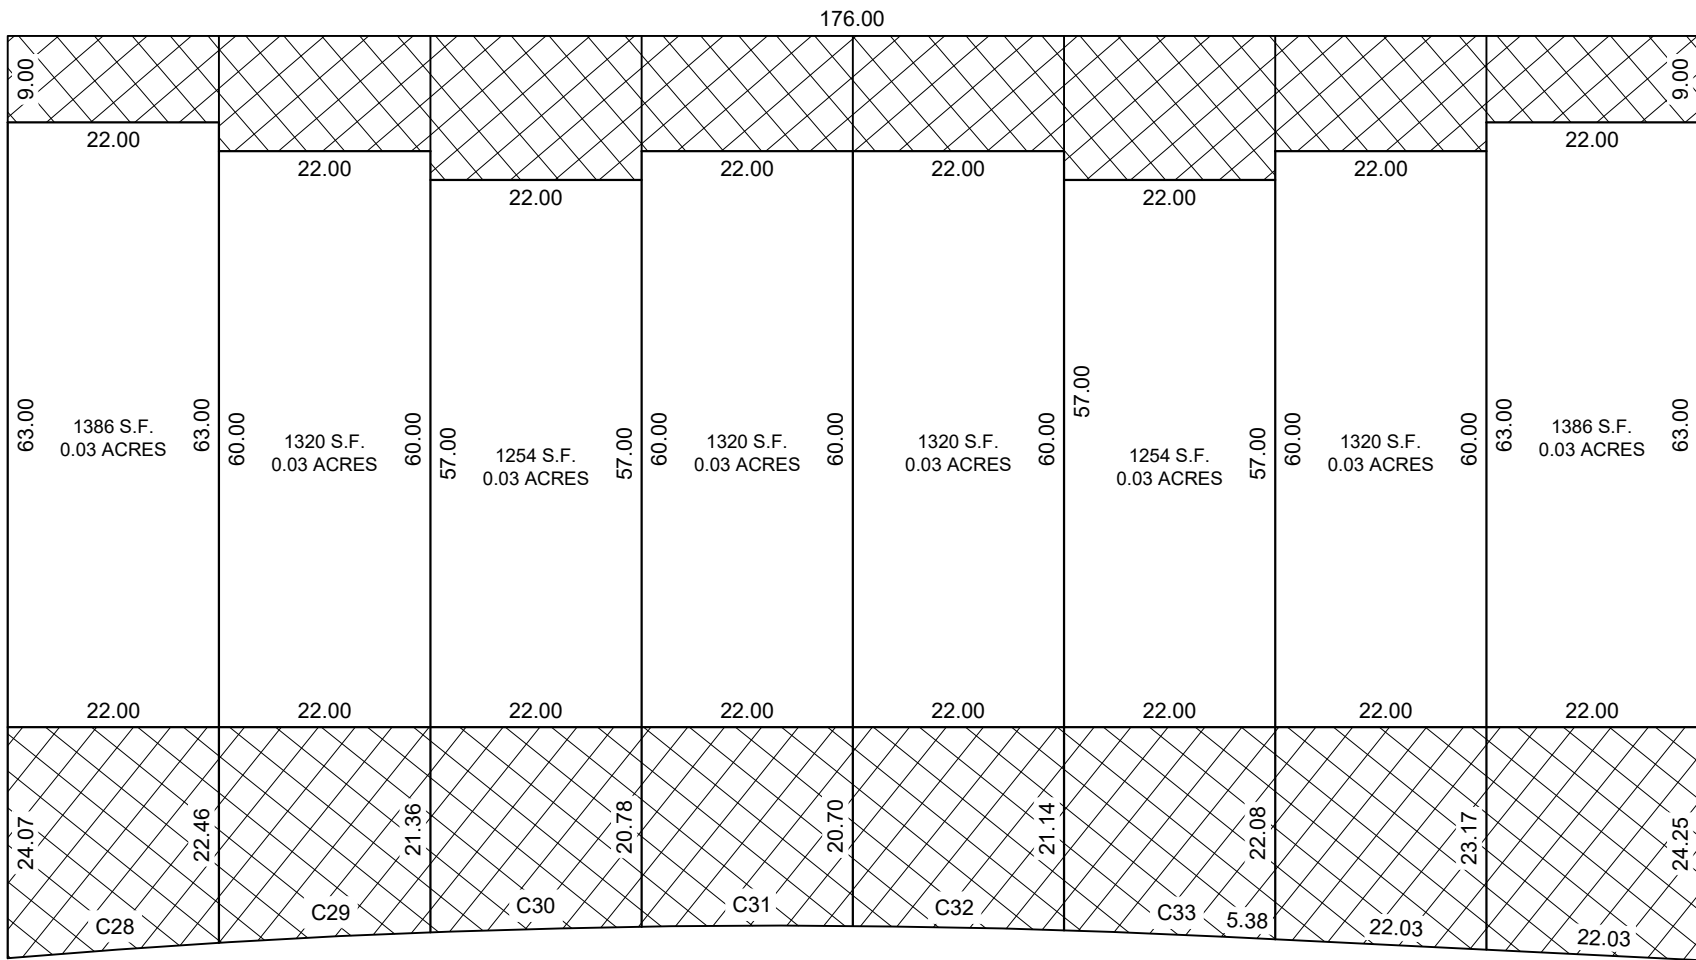 176.00
9.00
9.00
22.00
22.00
22.00
22.00
22.00
22.00
22.00
22.00
63.00
1386 S.F.
0.03 ACRES
63.00
60.00
1320 S.F.
0.03 ACRES
60.00
57.00
1254 S.F.
0.03 ACRES
57.00
60.00
1320 S.F.
0.03 ACRES
60.00
1320 S.F.
0.03 ACRES
60.00
57.00
1254 S.F.
0.03 ACRES
57.00
60.00
1320 S.F.
0.03 ACRES
60.00
63.00
1386 S.F.
0.03 ACRES
63.00
22.00
22.00
22.00
22.00
22.00
22.00
22.00
22.00
24.07
22.46
21.36
20.78
20.70
21.14
22.08
23.17
24.25
C28
C29
C30
C31
C32
C33
5.38
22.03
22.03